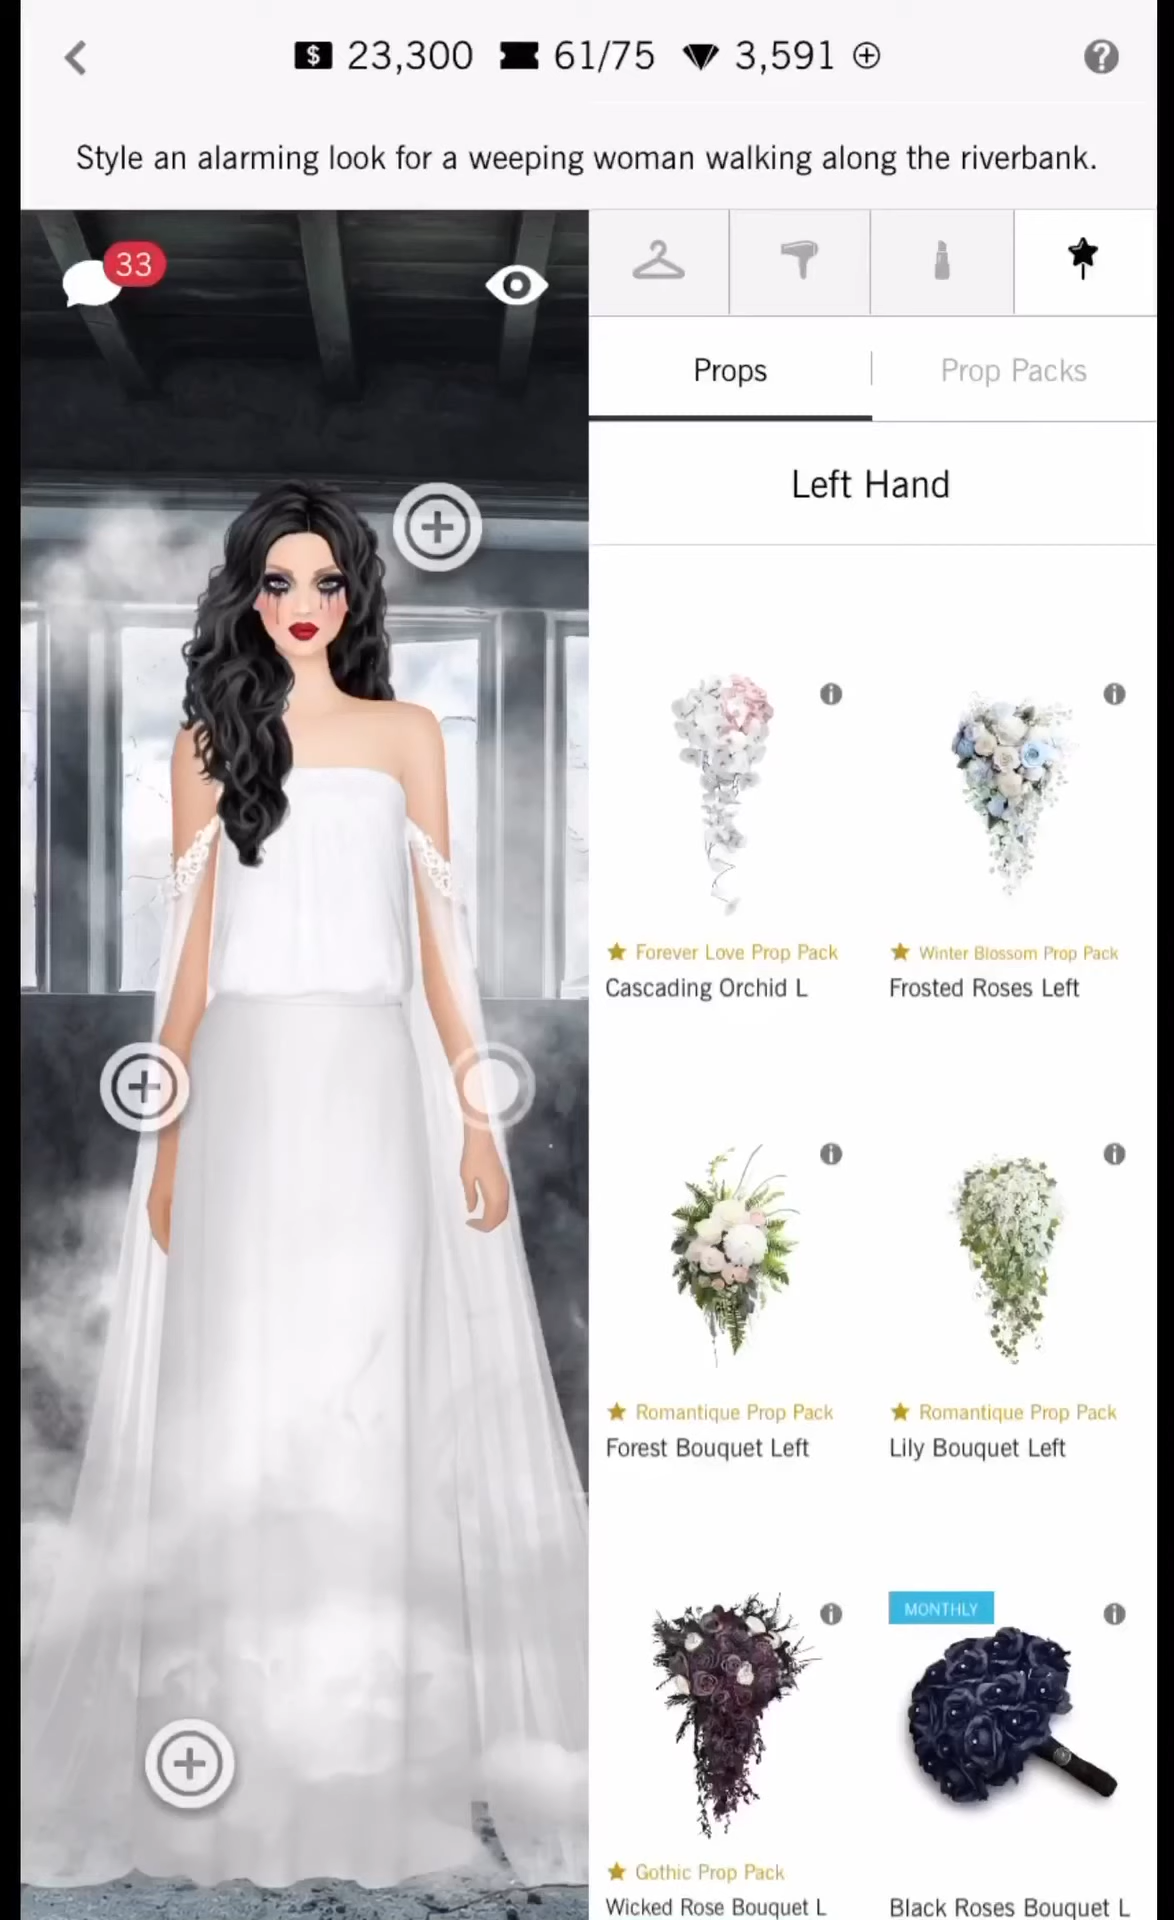 $ 23,300 61/75 3,591
Style an alarming look for a weeping woman walking along the riverbank.
33
Props
Prop Packs
Left Hand
Forever Love Prop Pack
Cascading Orchid L
Winter Blossom Prop Pack
Frosted Roses Left
Romantique Prop Pack
Forest Bouquet Left
Romantique Prop Pack
Lily Bouquet Left
MONTHLY
Gothic Prop Pack
Wicked Rose Bouquet L
Black Roses Bouquet L